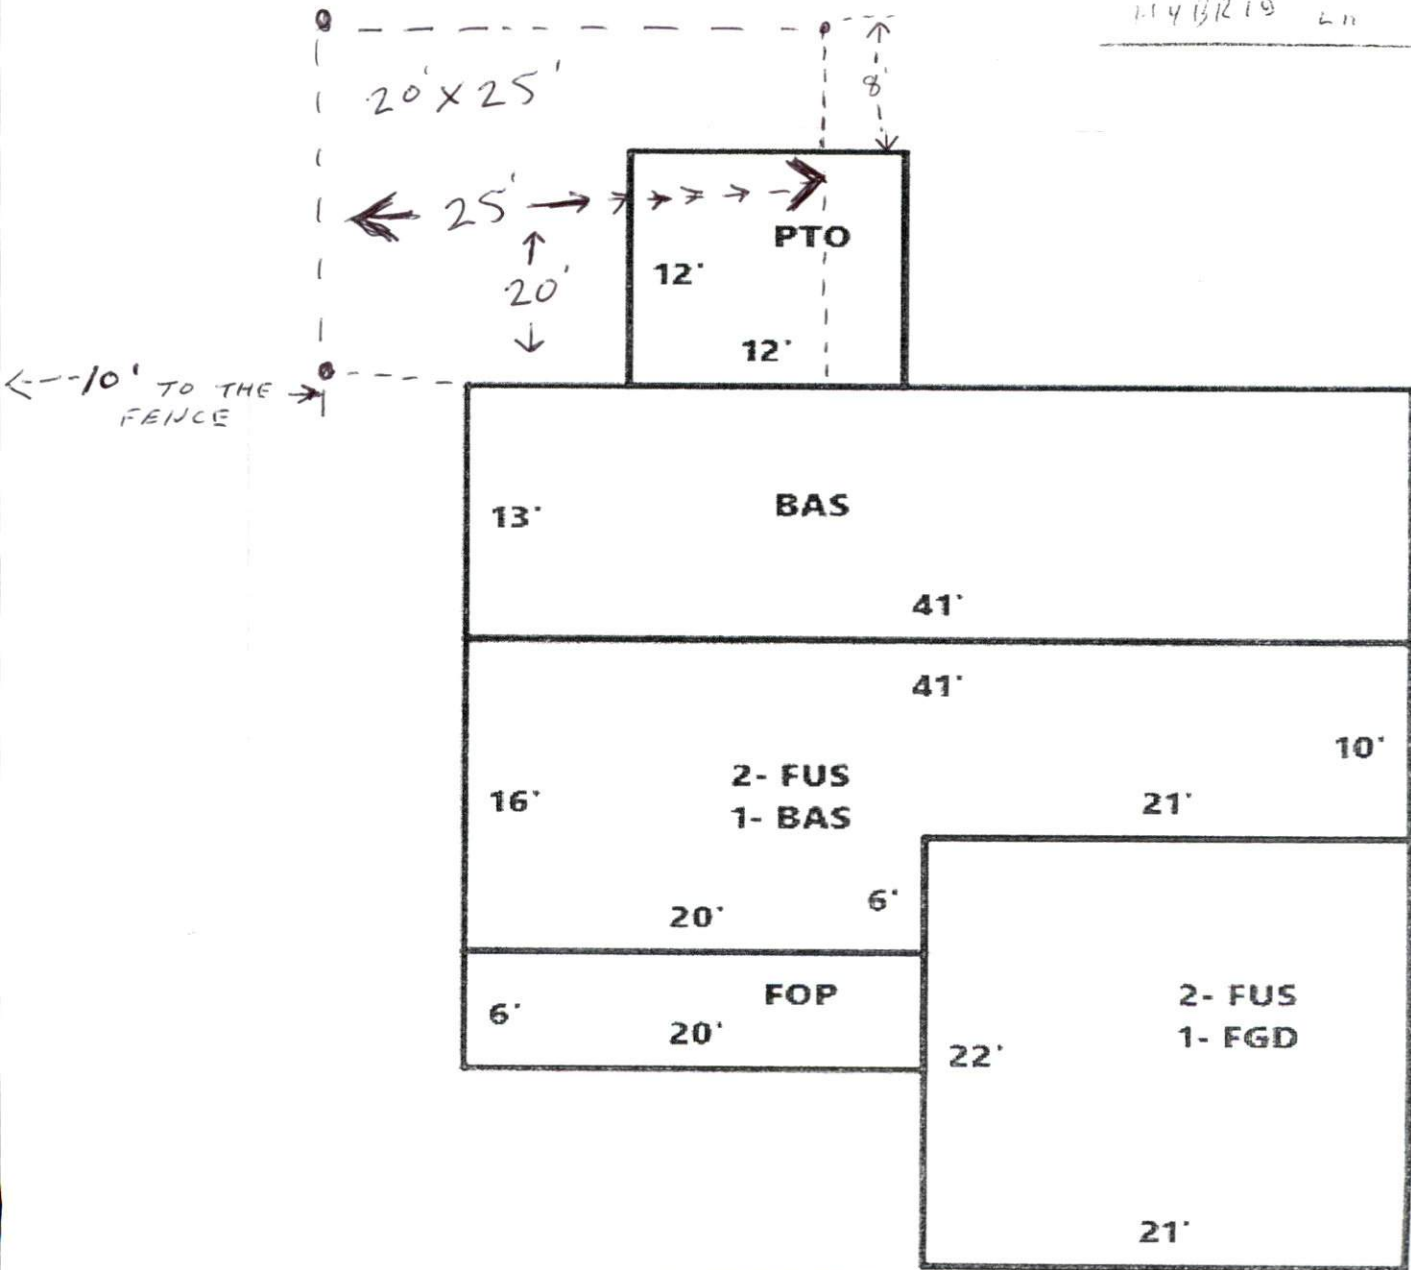 20' X 25'
8'
25'
PTO
12'
20'
12'
10' TO THE
FENCE
13'
BAS
41'
41'
10'
2- FUS
1- BAS
16'
21'
6'
20'
FOP
6'
20'
2- FUS
1- FGD
22'
21'